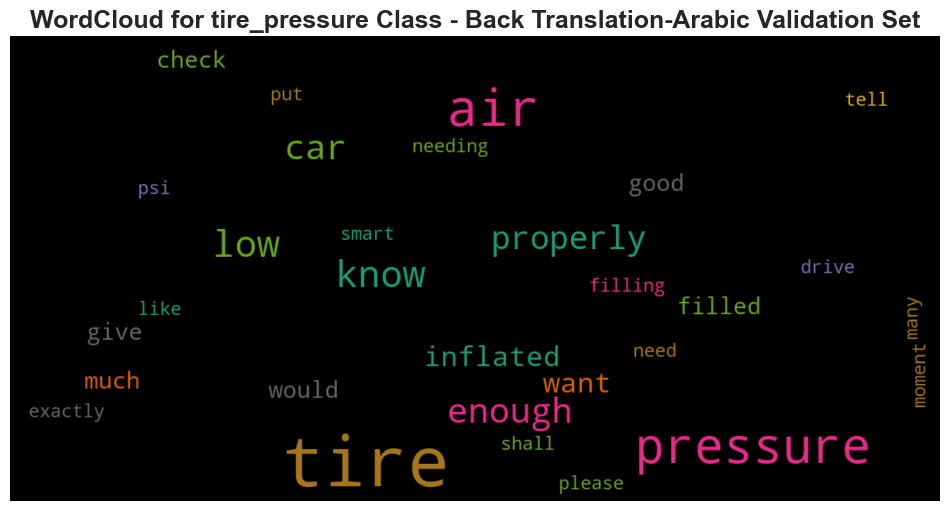 WordCloud for tire_pressure Class - Back Translation-Arabic Validation Set
check
put
air
tell
car
needing
psi
good
low
smart
properly
know
drive
filling
like
filled
many
give
inflated
need
moment
much
would
want
exactly
enough
tire
shall
pressure
please